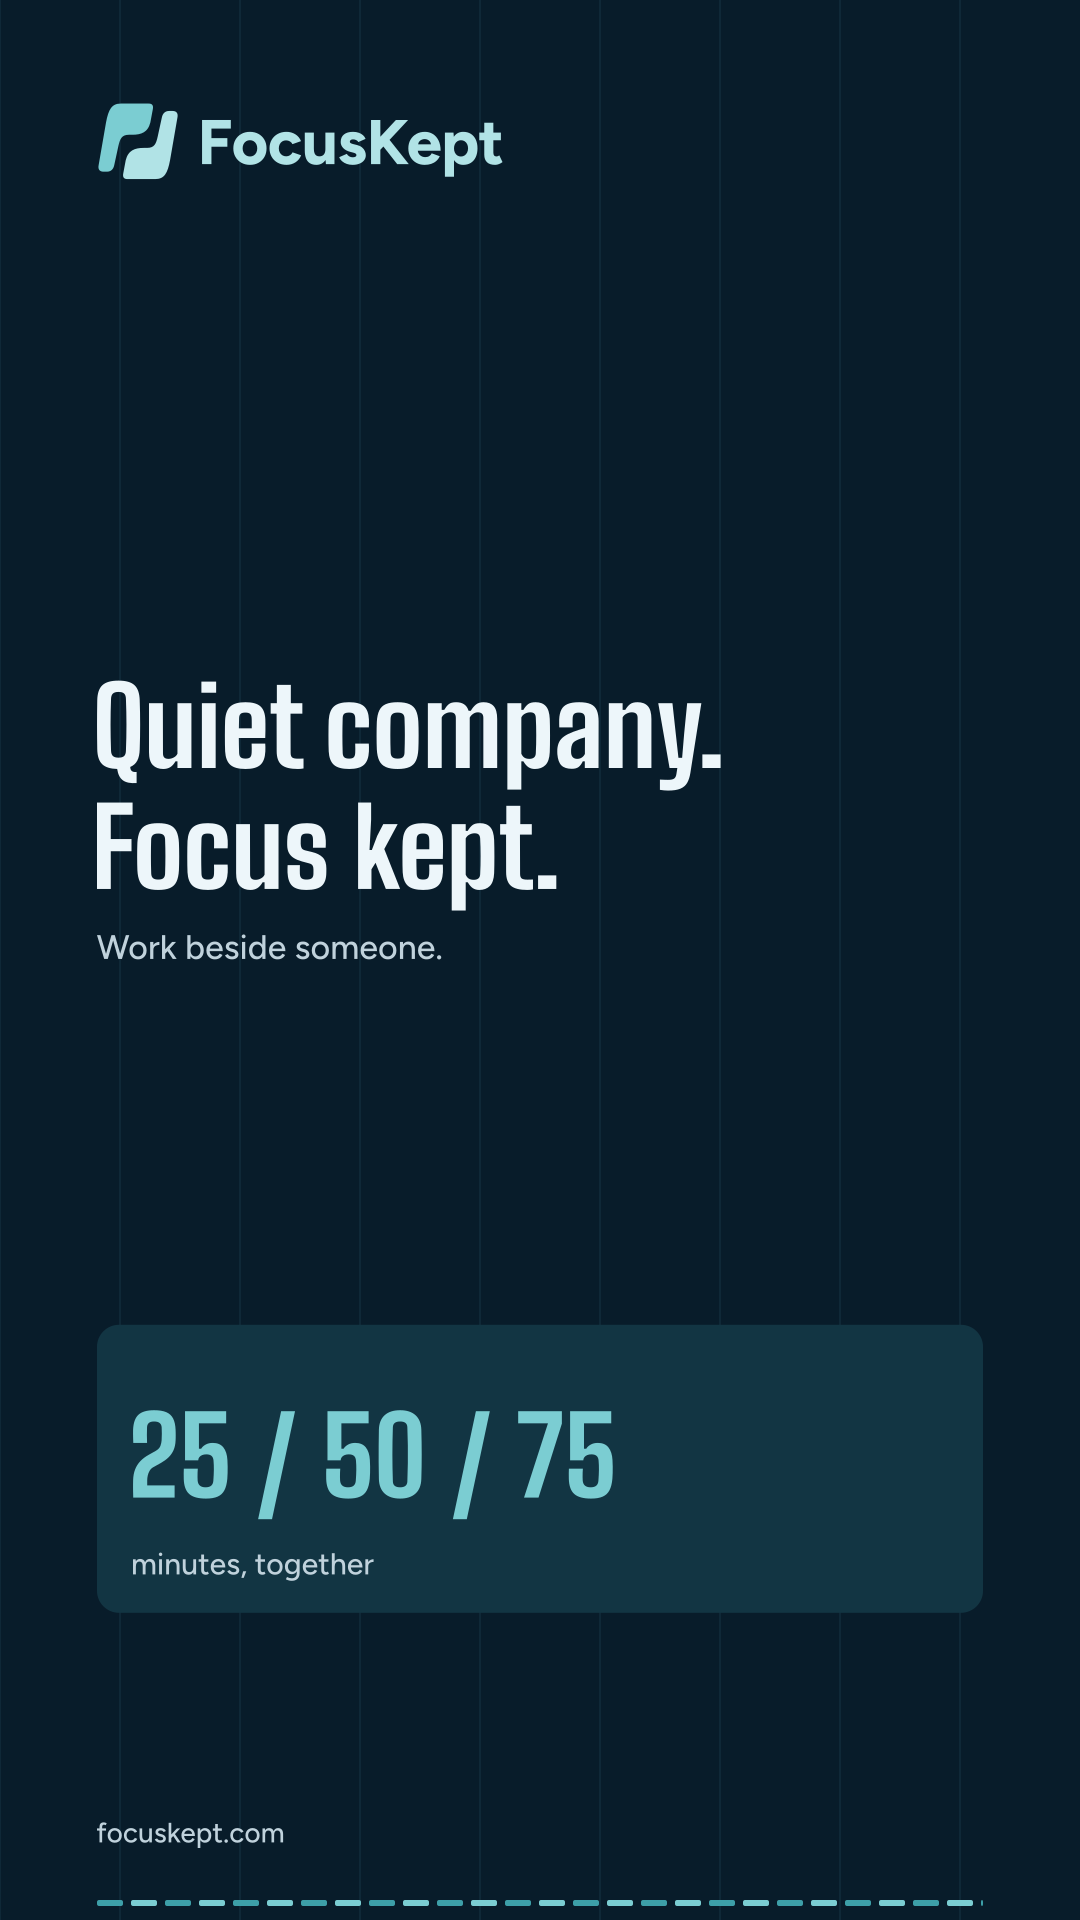 FocusKept
Quiet company.
Focus kept.
Work beside someone.
25 / 50 / 75
minutes, together
focuskept.com